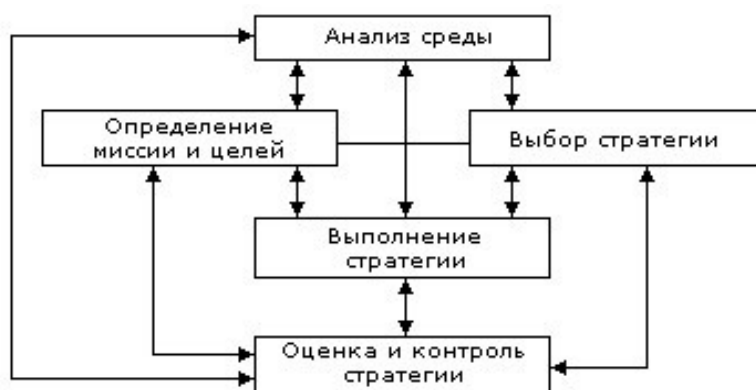 Анализ среды
Определение
миссии и целей
Выбор стратегии
Выполнение
стратегии
Оценка и контроль
стратегии